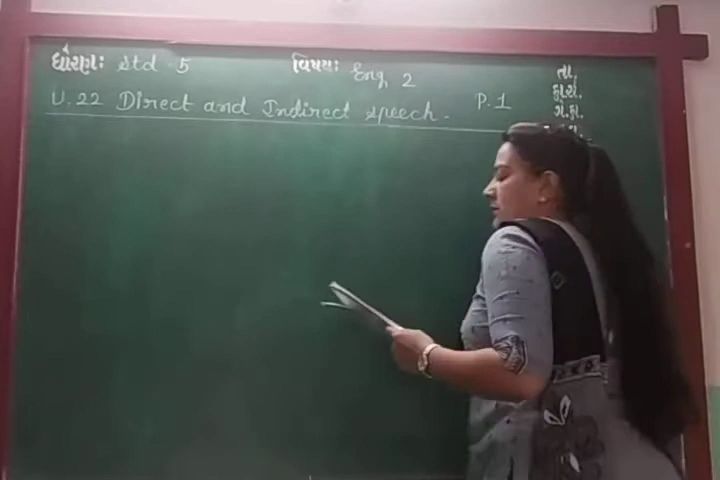 ધોરણ: Std. 5 વિષય: Eng 2 તા.
U.22 Direct and Indirect speech. P.1
ક્રુ.સં.
ગ.કા.